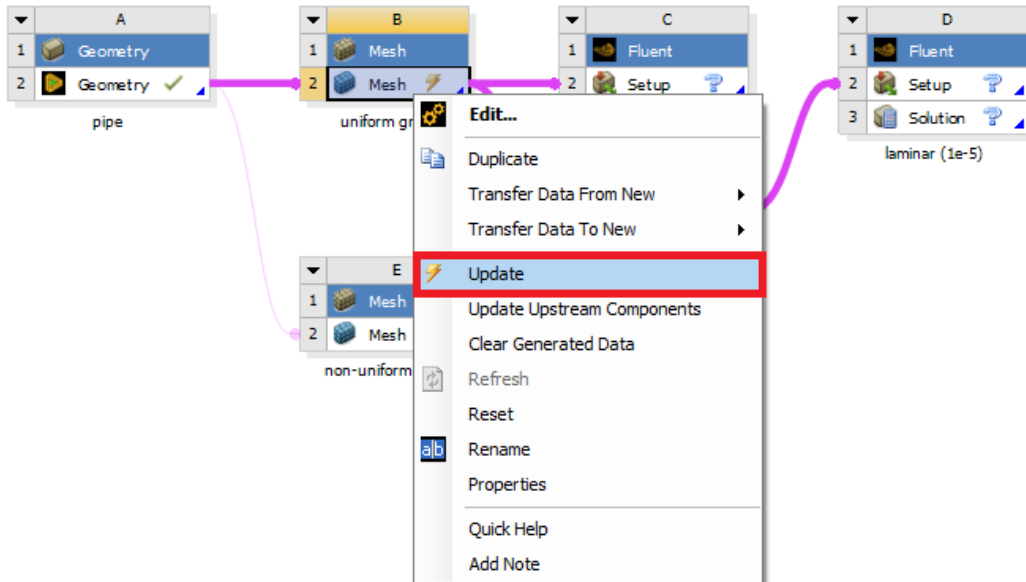 A
1 Geometry
2 Geometry
pipe
B
1 Mesh
2 Mesh
uniform gr
C
1 Fluent
2 Setup
D
1 Fluent
2 Setup
3 Solution
laminar (1e-5)
E
1 Mesh
2 Mesh
non-uniform
Edit...
Duplicate
Transfer Data From New
Transfer Data To New
Update
Update Upstream Components
Clear Generated Data
Refresh
Reset
a|b Rename
Properties
Quick Help
Add Note